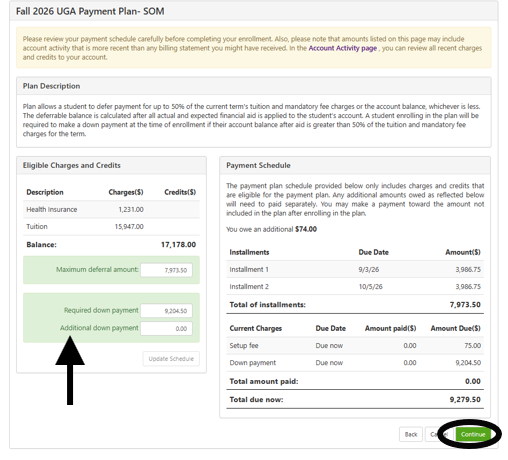 Fall 2026 UGA Payment Plan- SOM
Please review your payment schedule carefully before completing your enrollment. Also, please note that amounts listed on this page may include
account activity that is more recent than any billing statement you might have received. In the Account Activity page , you can review all recent charges
and credits to your account.
Plan Description
Plan allows a student to defer payment for up to 50% of the current term's tuition and mandatory fee charges or the account balance, whichever is less.
The deferrable balance is calculated after all actual and expected financial aid is applied to the student's account. A student enrolling in the plan will be
required to make a down payment at the time of enrollment if their account balance after aid is greater than 50% of the tuition and mandatory fee
charges for the term.
Eligible Charges and Credits
Description Charges($) Credits($)
Health Insurance 1,231.00
Tuition 15,947.00
Balance: 17,178.00
Maximum deferral amount: 7,973.50
Required down payment 9,204.50
Additional down payment 0.00
Update Schedule
Payment Schedule
The payment plan schedule provided below only includes charges and credits that
are eligible for the payment plan. Any additional amounts owed as reflected below
will need to paid separately. You may make a payment toward the amount not
included in the plan after enrolling in the plan.
You owe an additional $74.00
Installments Due Date Amount($)
Installment 1 9/3/26 3,986.75
Installment 2 10/5/26 3,986.75
Total of installments: 7,973.50
Current Charges Due Date Amount paid($) Amount Due($)
Setup fee Due now 0.00 75.00
Down payment Due now 0.00 9,204.50
Total amount paid: 0.00
Total due now: 9,279.50
Back Continue